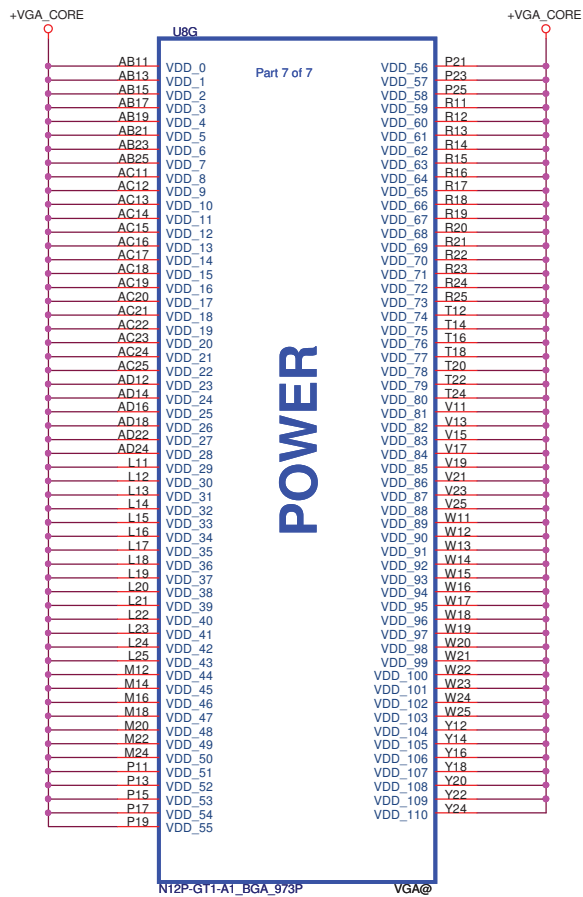 +VGA_CORE
+VGA_CORE
U8G
Part 7 of 7
AB11 VDD_0
AB13 VDD_1
AB15 VDD_2
AB17 VDD_3
AB19 VDD_4
AB21 VDD_5
AB23 VDD_6
AB25 VDD_7
AC11 VDD_8
AC12 VDD_9
AC13 VDD_10
AC14 VDD_11
AC15 VDD_12
AC16 VDD_13
AC17 VDD_14
AC18 VDD_15
AC19 VDD_16
AC20 VDD_17
AC21 VDD_18
AC22 VDD_19
AC23 VDD_20
AC24 VDD_21
AC25 VDD_22
AD12 VDD_23
AD14 VDD_24
AD16 VDD_25
AD18 VDD_26
AD22 VDD_27
AD24 VDD_28
L11 VDD_29
L12 VDD_30
L13 VDD_31
L14 VDD_32
L15 VDD_33
L16 VDD_34
L17 VDD_35
L18 VDD_36
L19 VDD_37
L20 VDD_38
L21 VDD_39
L22 VDD_40
L23 VDD_41
L24 VDD_42
L25 VDD_43
M12 VDD_44
M14 VDD_45
M16 VDD_46
M18 VDD_47
M20 VDD_48
M22 VDD_49
M24 VDD_50
P11 VDD_51
P13 VDD_52
P15 VDD_53
P17 VDD_54
P19 VDD_55
POWER
VDD_56 P21
VDD_57 P23
VDD_58 P25
VDD_59 R11
VDD_60 R12
VDD_61 R13
VDD_62 R14
VDD_63 R15
VDD_64 R16
VDD_65 R17
VDD_66 R18
VDD_67 R19
VDD_68 R20
VDD_69 R21
VDD_70 R22
VDD_71 R23
VDD_72 R24
VDD_73 R25
VDD_74 T12
VDD_75 T14
VDD_76 T16
VDD_77 T18
VDD_78 T20
VDD_79 T22
VDD_80 T24
VDD_81 V11
VDD_82 V13
VDD_83 V15
VDD_84 V17
VDD_85 V19
VDD_86 V21
VDD_87 V23
VDD_88 V25
VDD_89 W11
VDD_90 W12
VDD_91 W13
VDD_92 W14
VDD_93 W15
VDD_94 W16
VDD_95 W17
VDD_96 W18
VDD_97 W19
VDD_98 W20
VDD_99 W21
VDD_100 W22
VDD_101 W23
VDD_102 W24
VDD_103 W25
VDD_104 Y12
VDD_105 Y14
VDD_106 Y16
VDD_107 Y18
VDD_108 Y20
VDD_109 Y22
VDD_110 Y24
N12P-GT1-A1_BGA_973P
VGA@